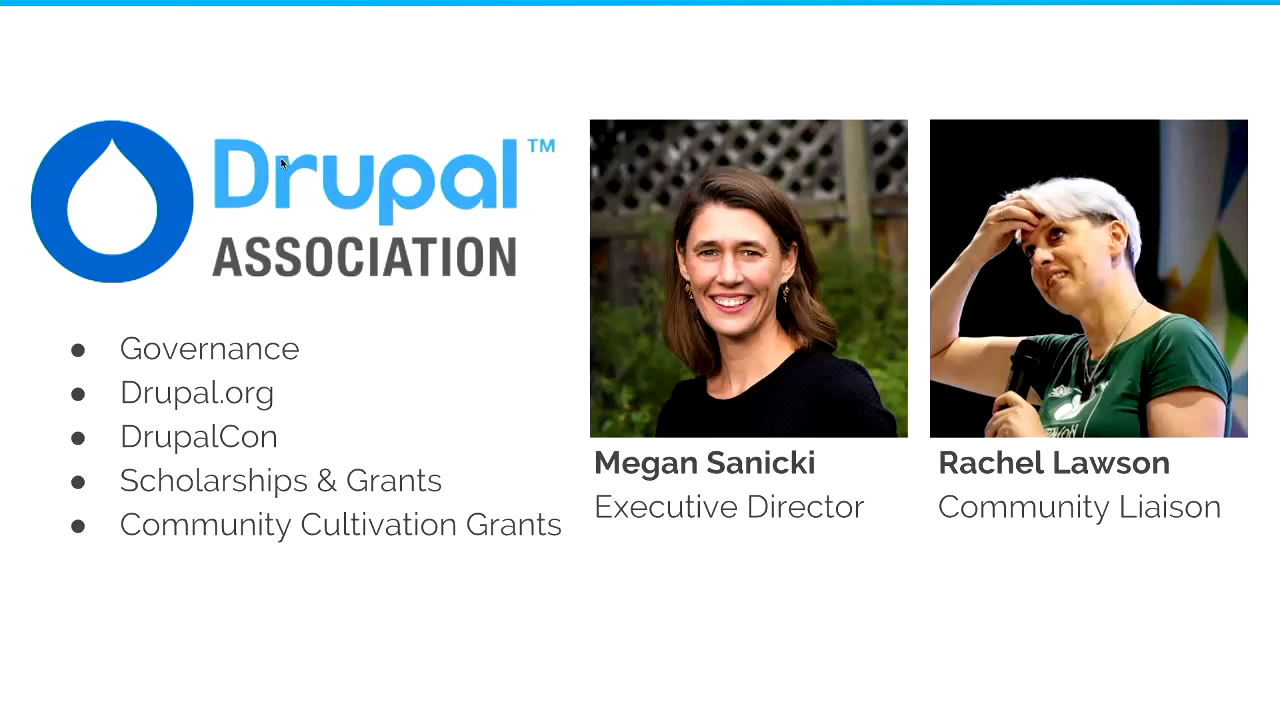 Drupal™
ASSOCIATION
● Governance
● Drupal.org
● DrupalCon
● Scholarships & Grants
● Community Cultivation Grants
Megan Sanicki
Executive Director
Rachel Lawson
Community Liaison